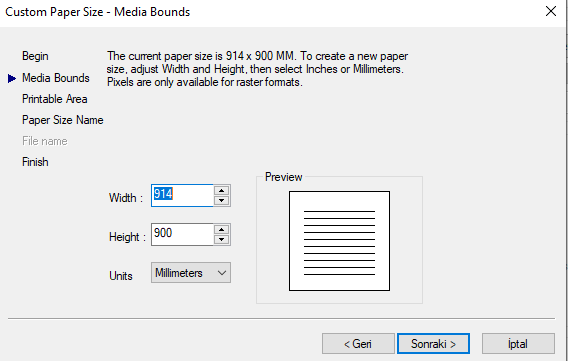 Custom Paper Size - Media Bounds
Begin
Media Bounds
Printable Area
Paper Size Name
File name
Finish
The current paper size is 914 x 900 MM. To create a new paper
size, adjust Width and Height, then select Inches or Millimeters.
Pixels are only available for raster formats.
Width : 914
Height : 900
Units Millimeters
Preview
< Geri Sonraki > İptal